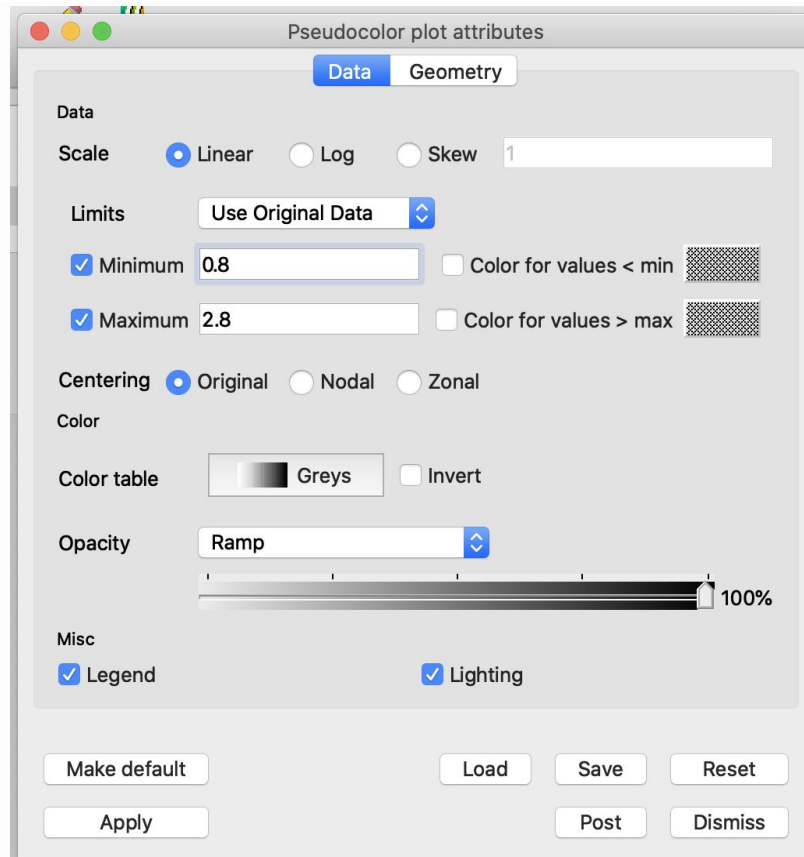 Pseudocolor plot attributes
Data Geometry
Data
Scale Linear Log Skew 1
Limits Use Original Data
Minimum 0.8 Color for values < min
Maximum 2.8 Color for values > max
Centering Original Nodal Zonal
Color
Color table Greys Invert
Opacity Ramp
100%
Misc
Legend Lighting
Make default Load Save Reset
Apply Post Dismiss